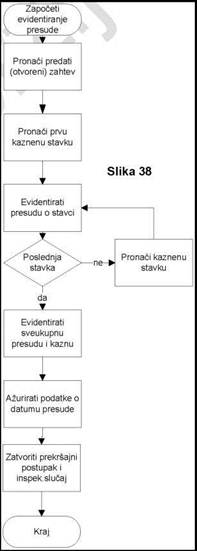 Započeti
evidentiranje
presude
Pronaći predati
(otvoreni) zahtev
Pronaći prvu
kaznenu stavku
Slika 38
Evidentirati
presudu o stavci
Poslednja
stavka
ne
Pronaći kaznenu
stavku
da
Evidentirati
sveukupnu
presudu i kaznu
Ažurirati podatke o
datumu presude
Zatvoriti prekršajni
postupak i
inspek.slučaj
Kraj